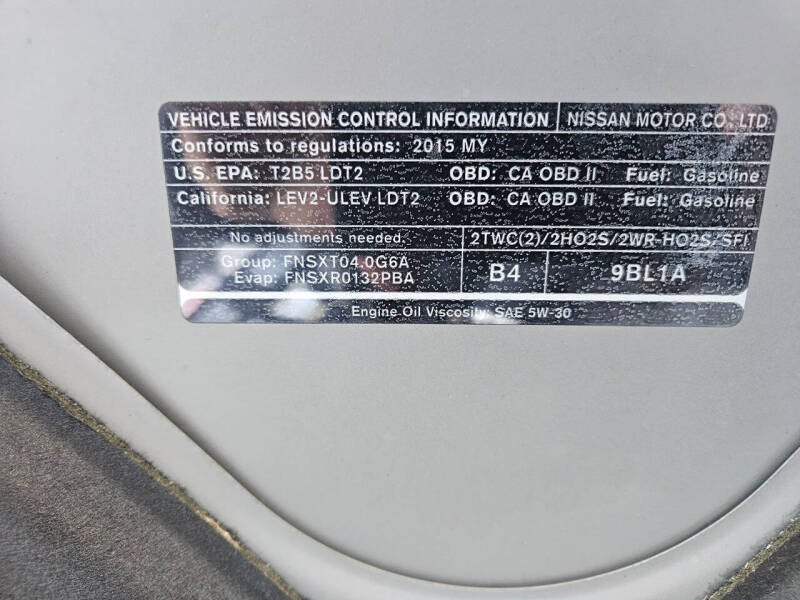 VEHICLE EMISSION CONTROL INFORMATION NISSAN MOTOR CO., LTD
Conforms to regulations: 2015 MY
U.S. EPA: T2B5 LDT2 OBD: CA OBD II Fuel: Gasoline
California: LEV2-ULEV LDT2 OBD: CA OBD II Fuel: Gasoline
No adjustments needed. 2TWC(2)/2HO2S/2WR-HO2S/SFI
Group: FNSXT04.0G6A
Evap: FNSXR0132PBA B4 9BL1A
Engine Oil Viscosity: SAE 5W-30